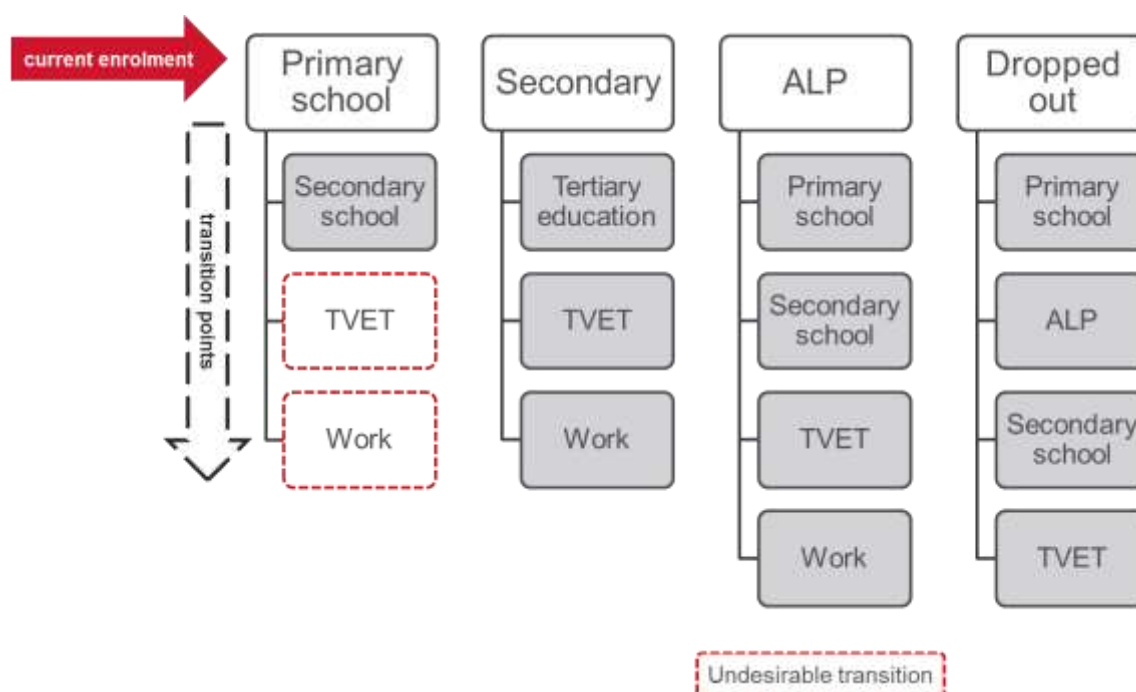 current enrolment
Primary
school
Secondary
ALP
Dropped
out
transition points
Secondary
school
TVET
Work
Tertiary
education
TVET
Work
Primary
school
Secondary
school
TVET
Work
Primary
school
ALP
Secondary
school
TVET
Undesirable transition